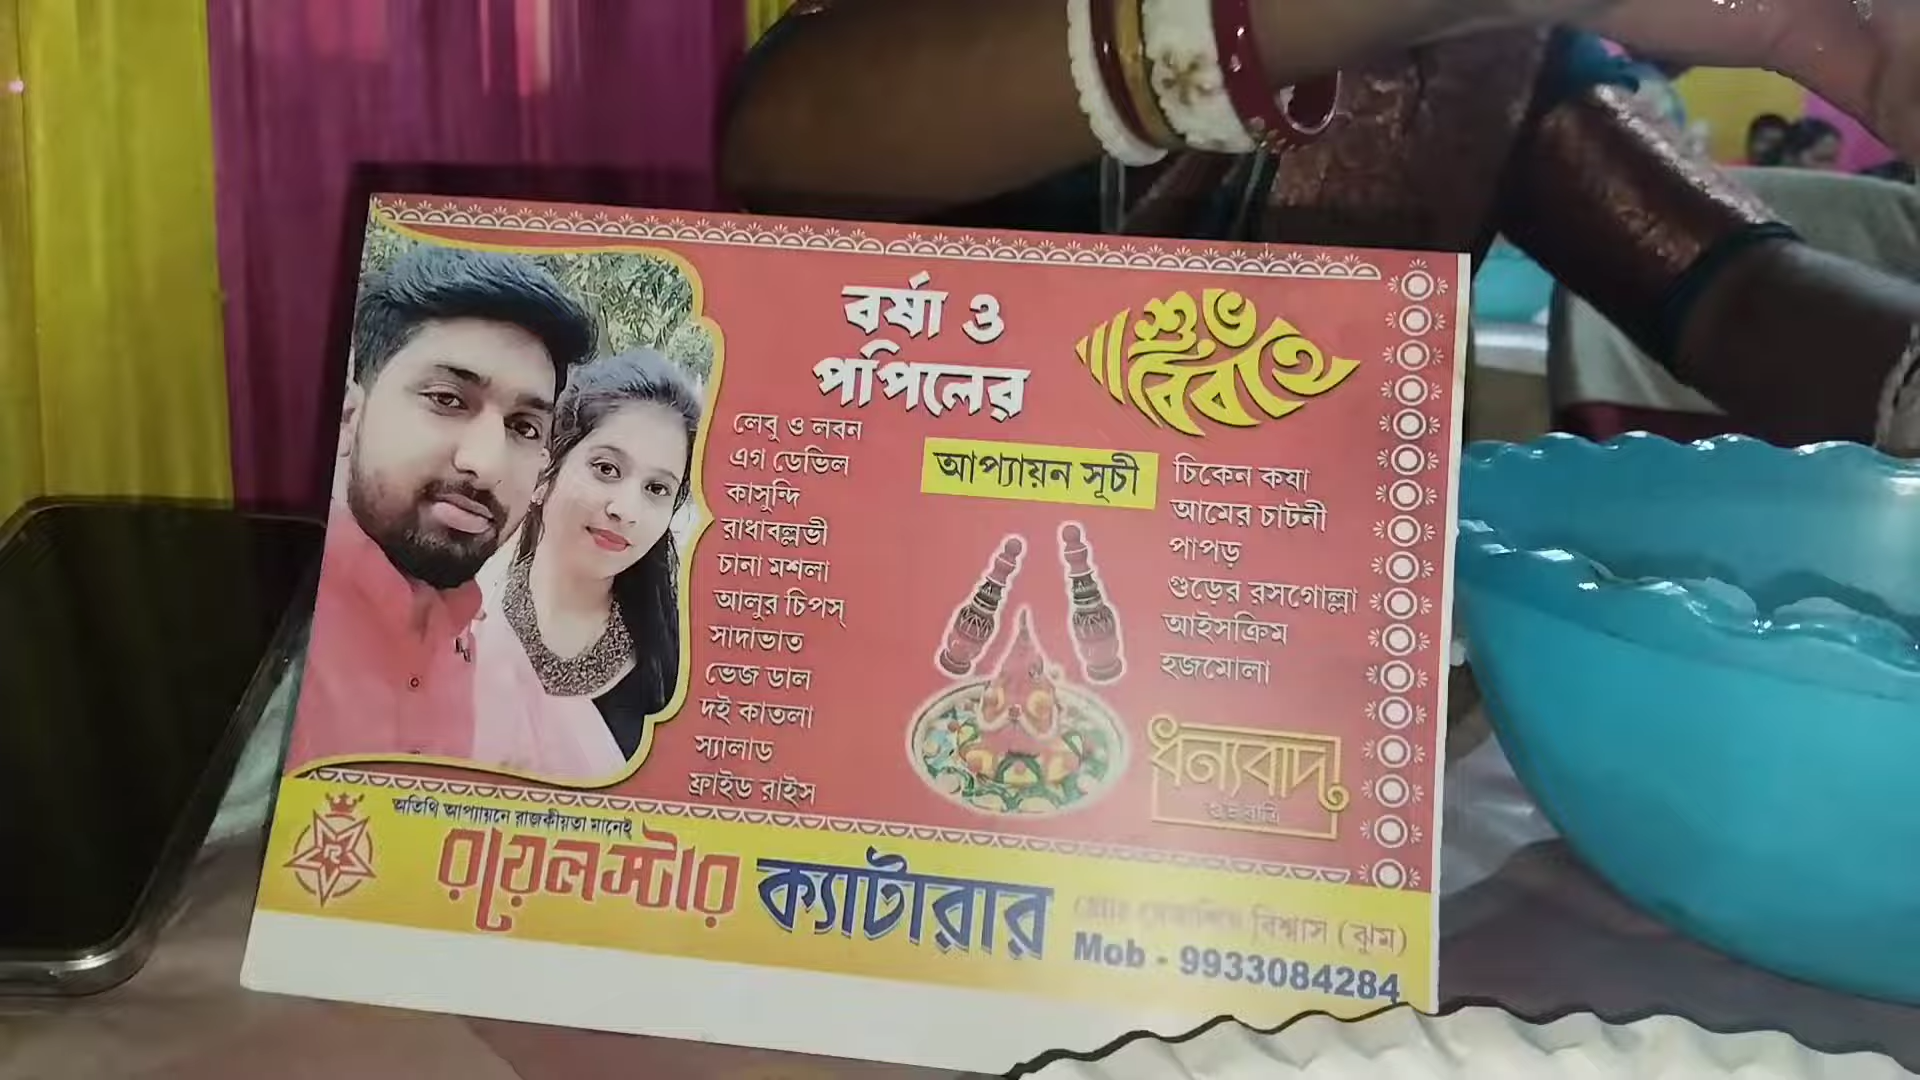 বর্ষা ও
পপিলের
শুভ
বিবাহে
আপ্যায়ন সূচী
লেবু ও লবন
এগ ডেভিল
কাসুন্দি
রাধাবল্লভী
চানা মশলা
আলুর চিপস্
সাদাভাত
ভেজ ডাল
দই কাতলা
স্যালাড
ফ্রাইড রাইস
চিকেন কষা
আমের চাটনী
পাপড়
গুড়ের রসগোল্লা
আইসক্রিম
হজমোলা
ধন্যবাদ
শুভ রাত্রি
অতিথি আপ্যায়নে রাজকীয়তা মানেই
রয়েলস্টার ক্যাটারার
বিশ্বাস (ঝুম)
Mob - 9933084284